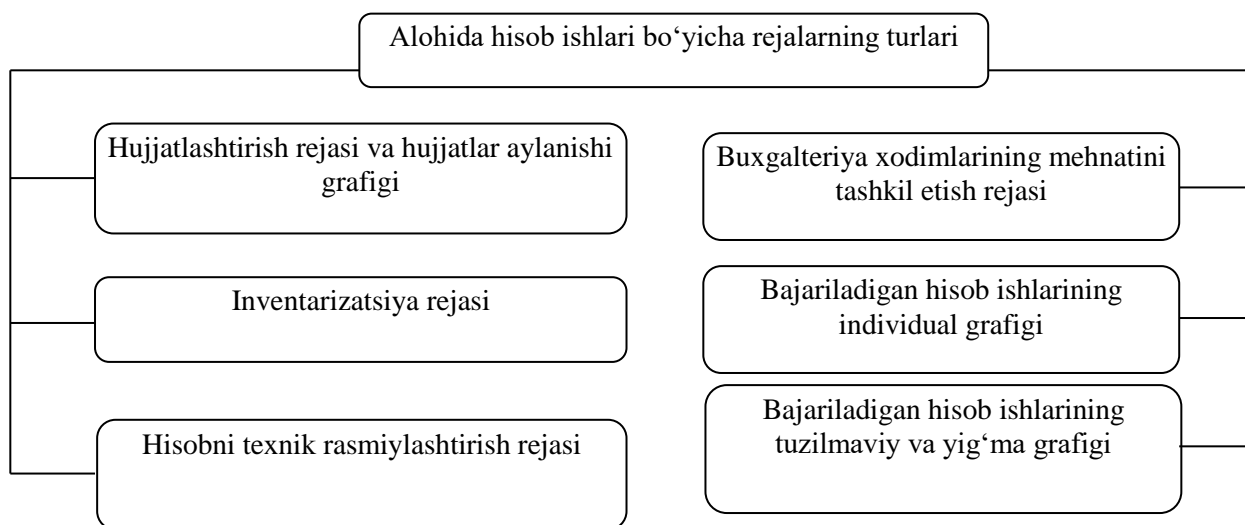 Alohida hisob ishlari bo‘yicha rejalarning turlari
Hujjatlashtirish rejasi va hujjatlar aylanishi
grafigi
Inventarizatsiya rejasi
Hisobni texnik rasmiylashtirish rejasi
Buxgalteriya xodimlarining mehnatini
tashkil etish rejasi
Bajariladigan hisob ishlarining
individual grafigi
Bajariladigan hisob ishlarining
tuzilmaviy va yig‘ma grafigi